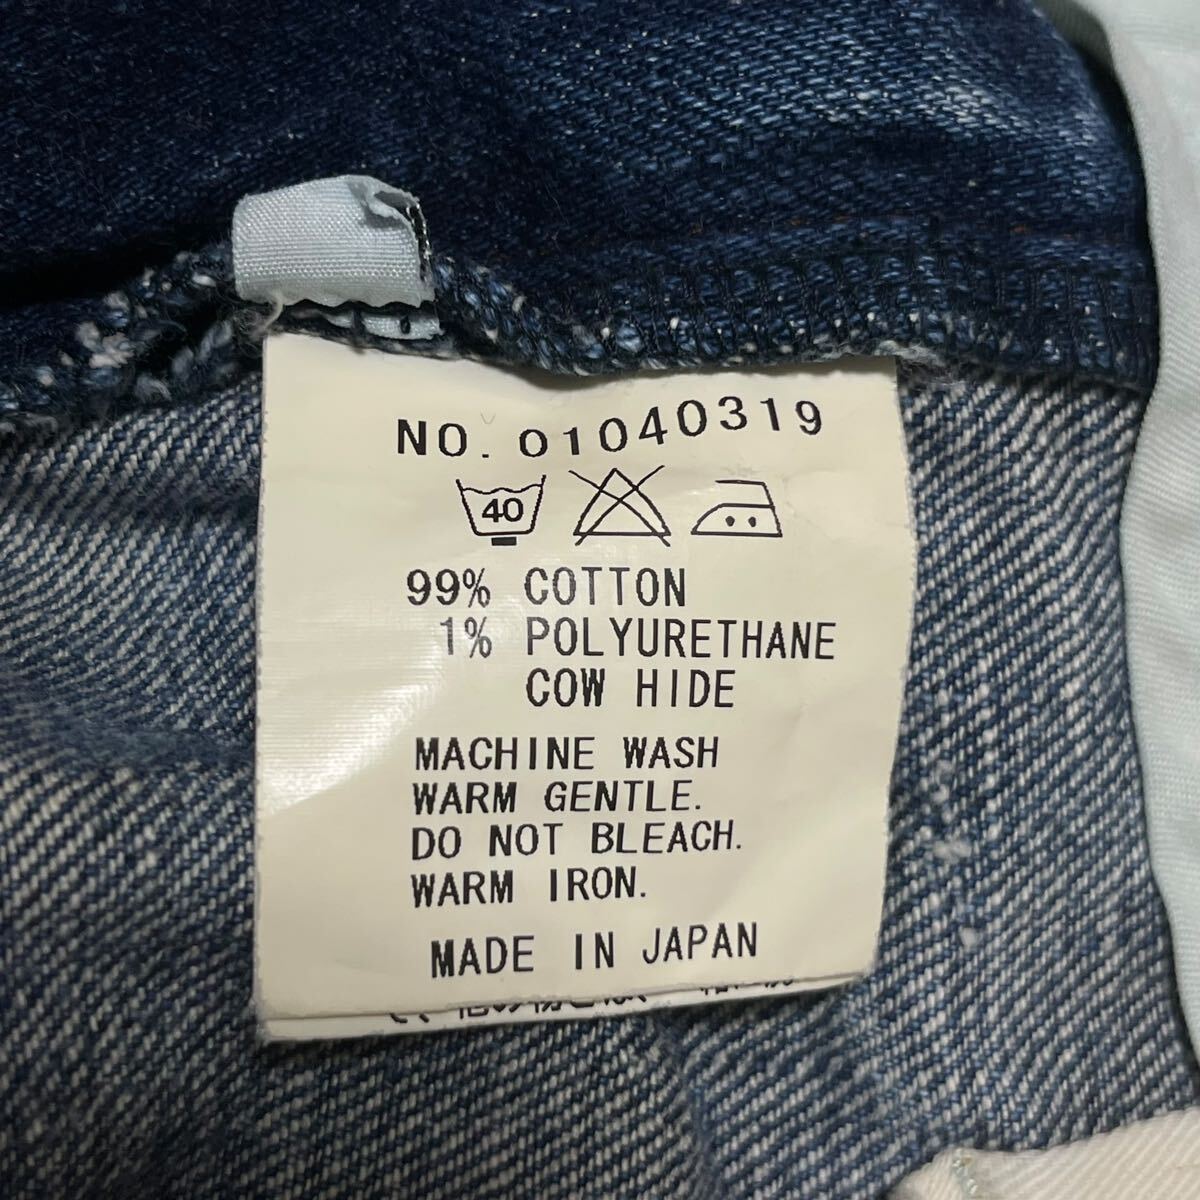 NO. 01040319
40
99% COTTON
1% POLYURETHANE
COW HIDE
MACHINE WASH
WARM GENTLE.
DO NOT BLEACH.
WARM IRON.
MADE IN JAPAN